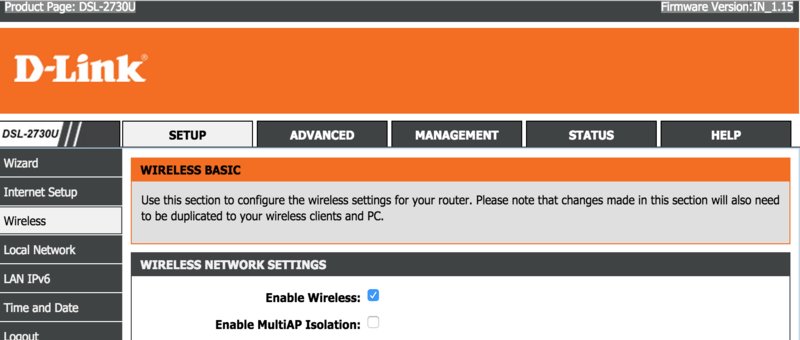 Product Page: DSL-2730U
Firmware Version:IN_1.15
D-Link
DSL-2730U
SETUP
ADVANCED
MANAGEMENT
STATUS
HELP
Wizard
Internet Setup
Wireless
Local Network
LAN IPv6
Time and Date
Logout
WIRELESS BASIC
Use this section to configure the wireless settings for your router. Please note that changes made in this section will also need
to be duplicated to your wireless clients and PC.
WIRELESS NETWORK SETTINGS
Enable Wireless:
Enable MultiAP Isolation: